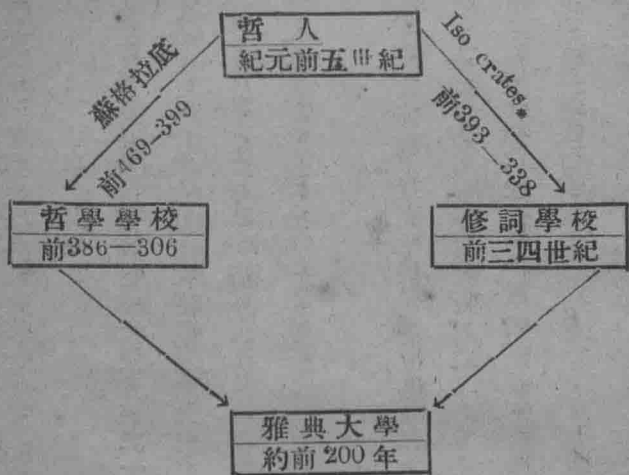 哲人
紀元前五世紀
蘇格拉底
前469—399
Iso crates.
前393—338
哲學學校
前386—306
修詞學校
前三四世紀
雅典大學
約前200年